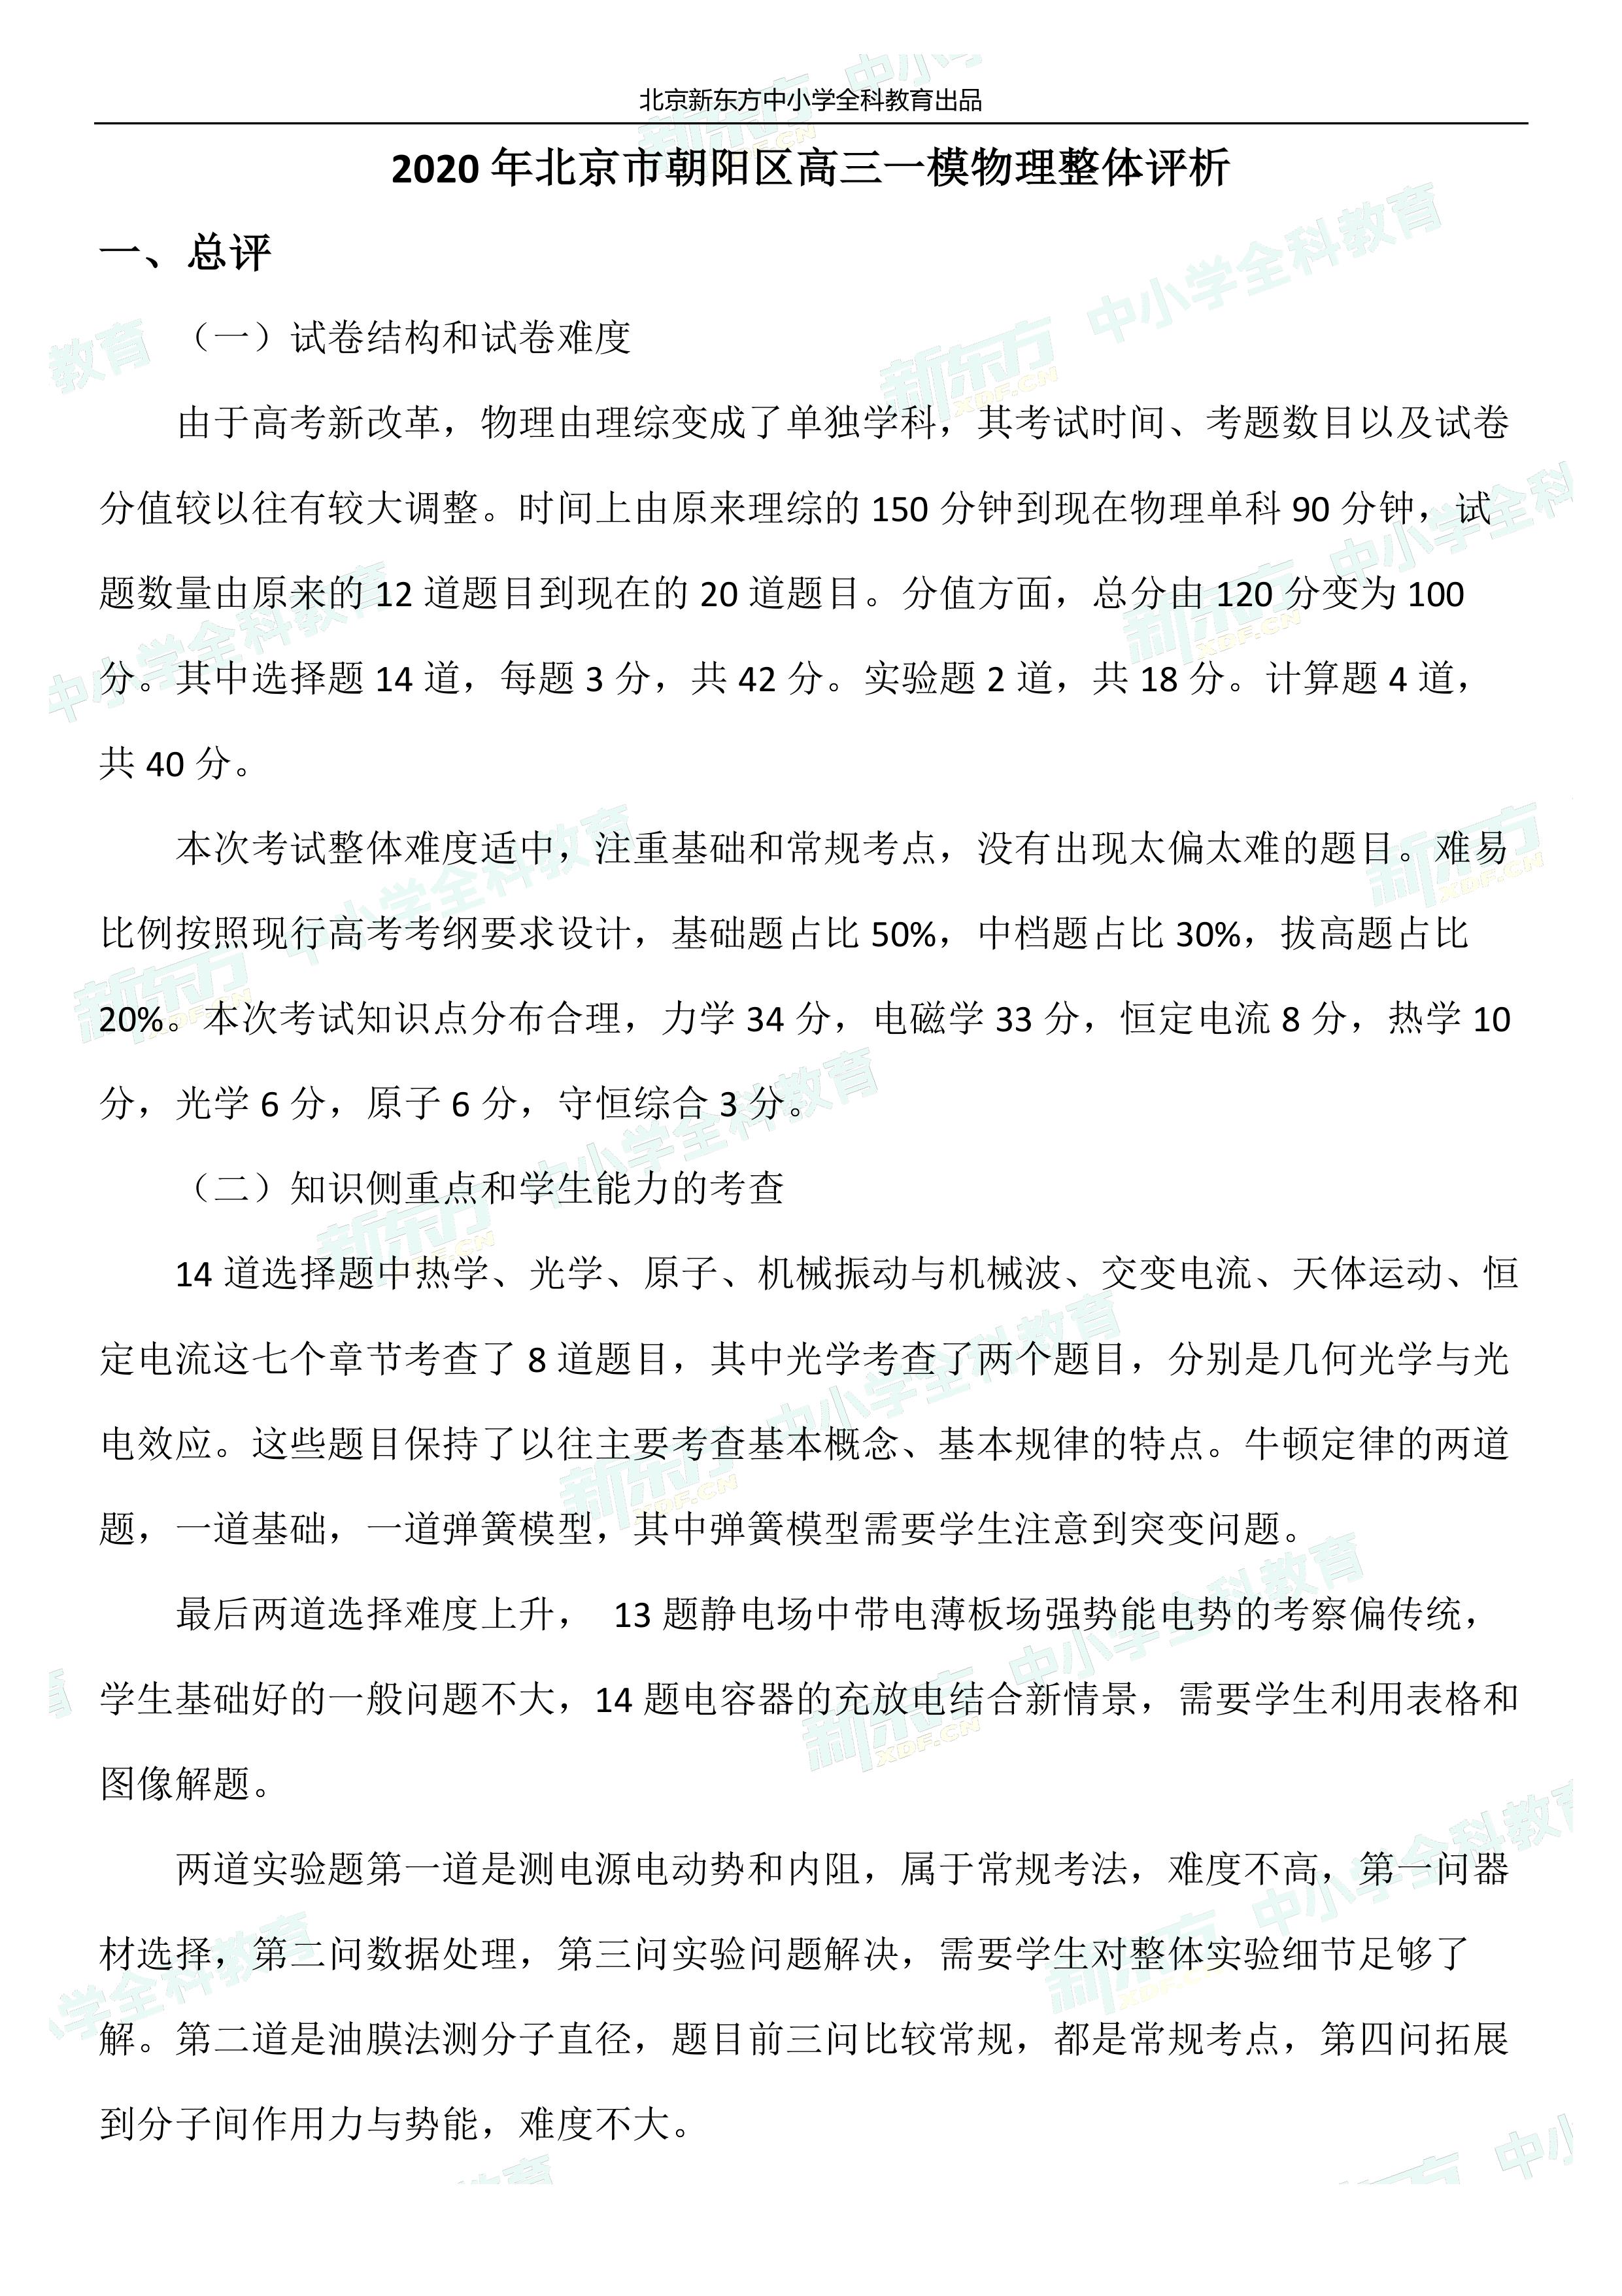 北京新东方中小学全科教育出品
2020 年北京市朝阳区高三一模物理整体评析
一、总评
（一）试卷结构和试卷难度
由于高考新改革，物理由理综变成了单独学科，其考试时间、考题数目以及试卷
分值较以往有较大调整。时间上由原来理综的 150 分钟到现在物理单科 90 分钟，试
题数量由原来的 12 道题目到现在的 20 道题目。分值方面，总分由 120 分变为 100
分。其中选择题 14 道，每题 3 分，共 42 分。实验题 2 道，共 18 分。计算题 4 道，
共 40 分。
本次考试整体难度适中，注重基础和常规考点，没有出现太偏太难的题目。难易
比例按照现行高考考纲要求设计，基础题占比 50%，中档题占比 30%，拔高题占比
20%。本次考试知识点分布合理，力学 34 分，电磁学 33 分，恒定电流 8 分，热学 10
分，光学 6 分，原子 6 分，守恒综合 3 分。
（二）知识侧重点和学生能力的考查
14 道选择题中热学、光学、原子、机械振动与机械波、交变电流、天体运动、恒
定电流这七个章节考查了 8 道题目，其中光学考查了两个题目，分别是几何光学与光
电效应。这些题目保持了以往主要考查基本概念、基本规律的特点。牛顿定律的两道
题，一道基础，一道弹簧模型，其中弹簧模型需要学生注意到突变问题。
最后两道选择难度上升， 13 题静电场中带电薄板场强势能电势的考察偏传统，
学生基础好的一般问题不大，14 题电容器的充放电结合新情景，需要学生利用表格和
图像解题。
两道实验题第一道是测电源电动势和内阻，属于常规考法，难度不高，第一问器
材选择，第二问数据处理，第三问实验问题解决，需要学生对整体实验细节足够了
解。第二道是油膜法测分子直径，题目前三问比较常规，都是常规考点，第四问拓展
到分子间作用力与势能，难度不大。